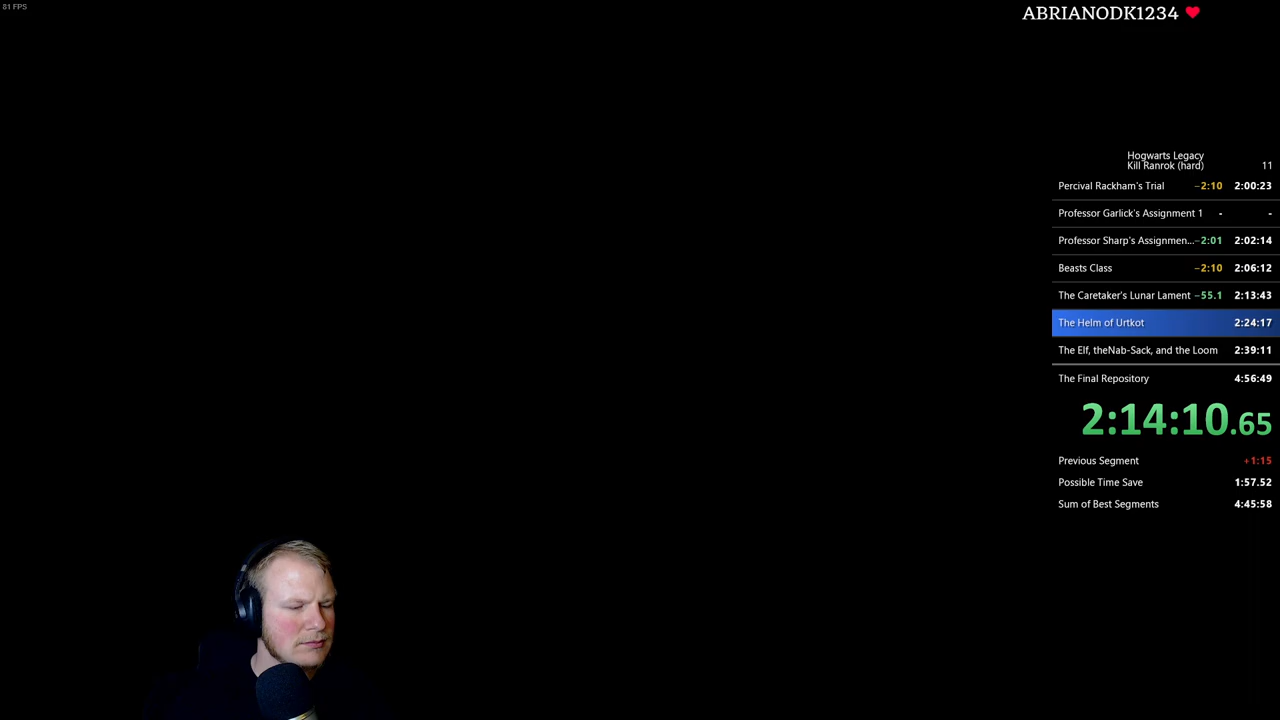 81 FPS
ABRIANODK1234 ❤
Hogwarts Legacy
Kill Ranrok (hard) 11
Percival Rackham's Trial −2:10 2:00:23
Professor Garlick's Assignment 1 - -
Professor Sharp's Assignmen... −2:01 2:02:14
Beasts Class −2:10 2:06:12
The Caretaker's Lunar Lament −55.1 2:13:43
The Helm of Urtkot 2:24:17
The Elf, theNab-Sack, and the Loom 2:39:11
The Final Repository 4:56:49
2:14:10.65
Previous Segment +1:15
Possible Time Save 1:57.52
Sum of Best Segments 4:45:58